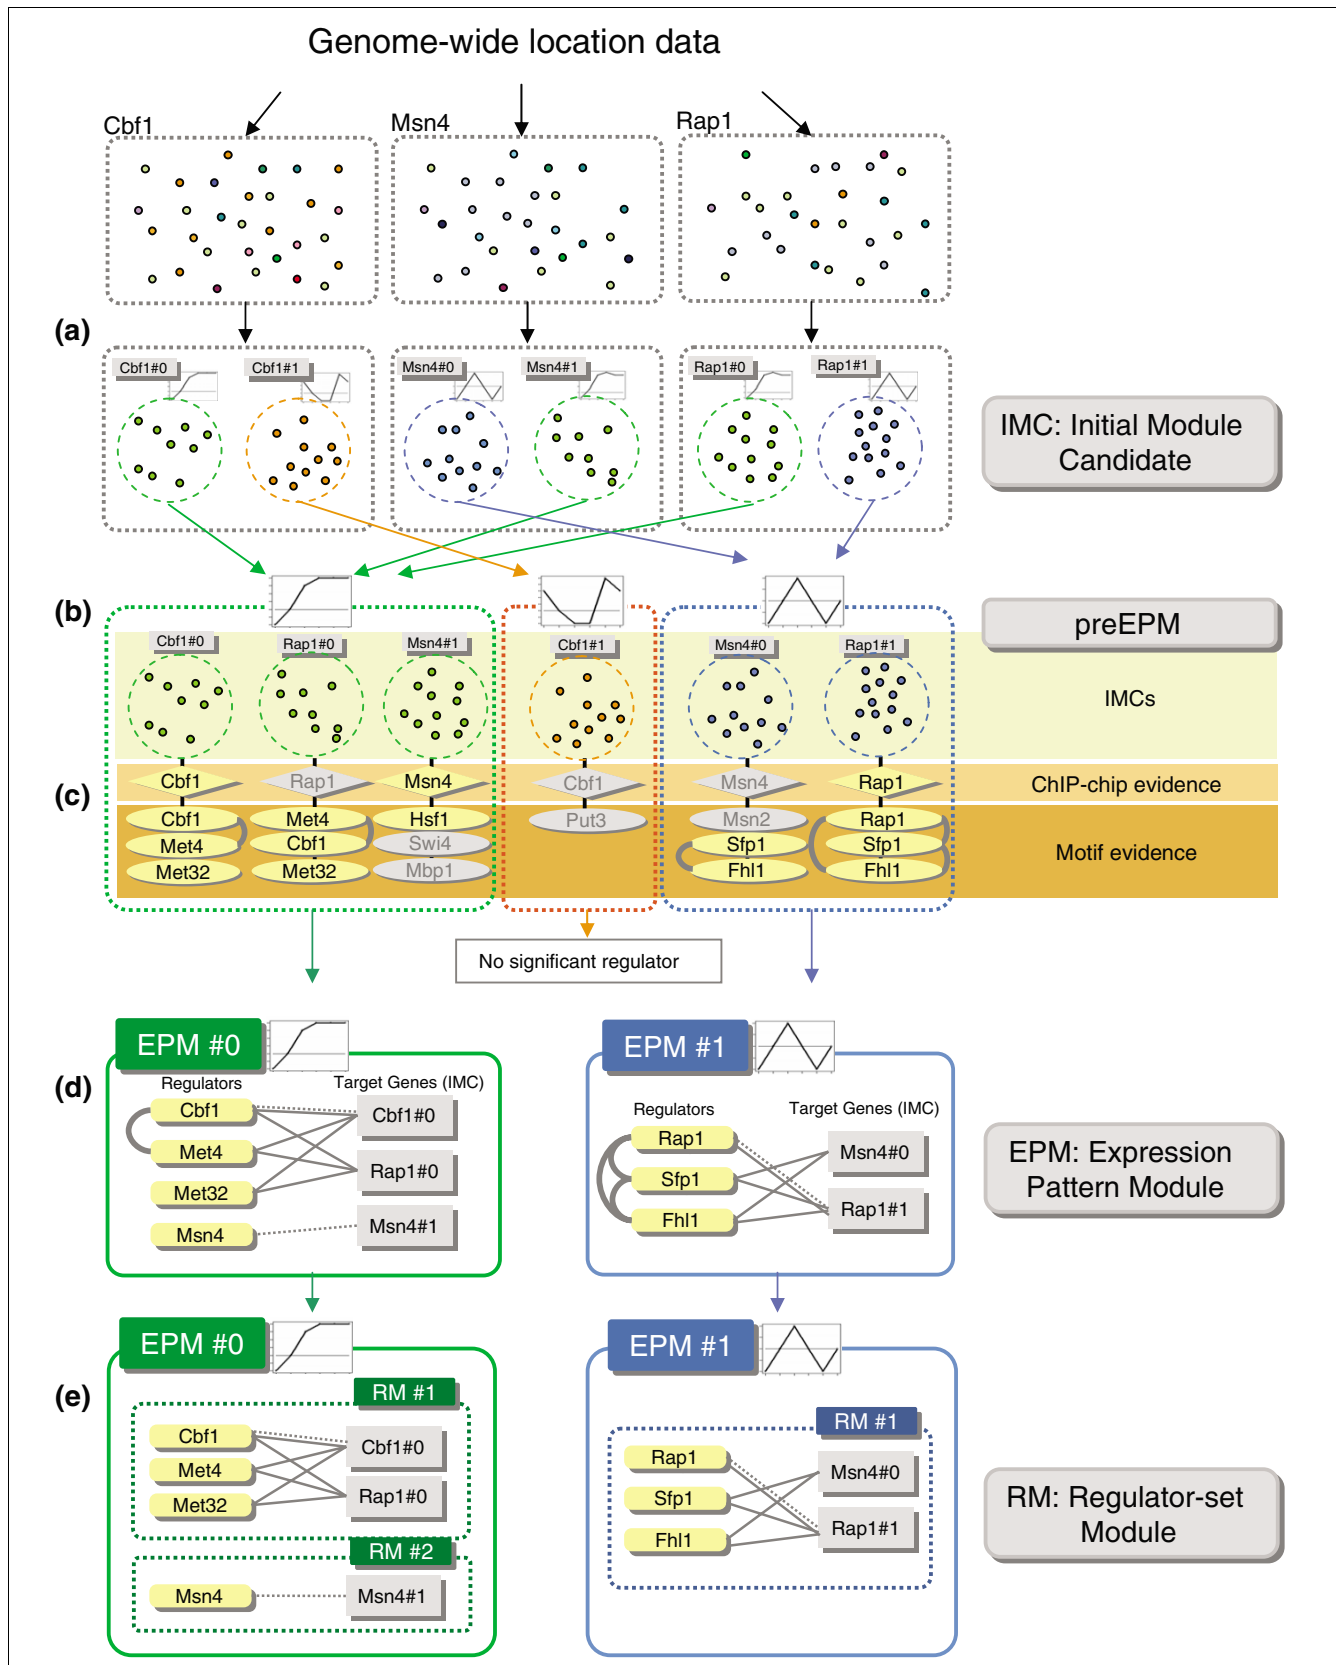 Genome-wide location data
Cbf1
Msn4
Rap1
(a)
Cbf1#0
Cbf1#1
Msn4#0
Msn4#1
Rap1#0
Rap1#1
IMC: Initial Module
Candidate
(b)
preEPM
Cbf1#0
Rap1#0
Msn4#1
Cbf1#1
Msn4#0
Rap1#1
IMCs
(c)
Cbf1
Rap1
Msn4
Cbf1
Msn4
Rap1
ChIP-chip evidence
Cbf1
Met4
Hsf1
Put3
Msn2
Rap1
Met4
Cbf1
Swi4
Sfp1
Sfp1
Motif evidence
Met32
Met32
Mbp1
Fhl1
Fhl1
No significant regulator
EPM #0
EPM #1
(d)
Regulators
Target Genes (IMC)
Cbf1
Cbf1#0
Met4
Rap1#0
Met32
Msn4
Msn4#1
Regulators
Target Genes (IMC)
Rap1
Msn4#0
Sfp1
Rap1#1
Fhl1
EPM: Expression
Pattern Module
EPM #0
EPM #1
(e)
RM #1
Cbf1
Cbf1#0
Met4
Rap1#0
Met32
RM #2
Msn4
Msn4#1
RM #1
Rap1
Msn4#0
Sfp1
Rap1#1
Fhl1
RM: Regulator-set
Module